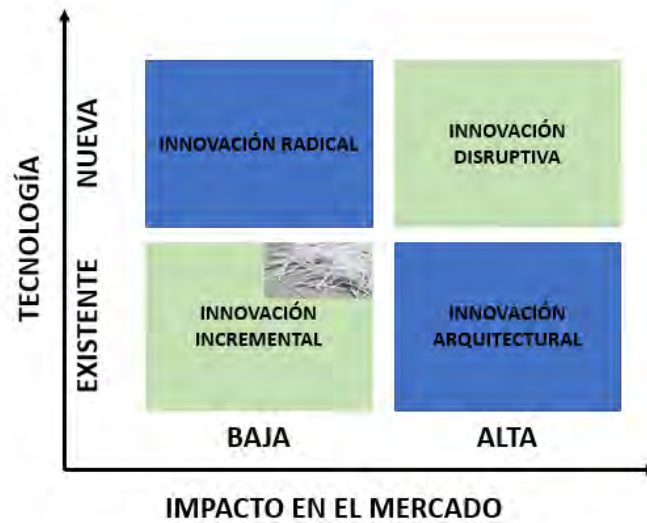 TECNOLOGÍA
NUEVA
EXISTENTE
INNOVACIÓN RADICAL
INNOVACIÓN
DISRUPTIVA
INNOVACIÓN
INCREMENTAL
INNOVACIÓN
ARQUITECTURAL
BAJA
ALTA
IMPACTO EN EL MERCADO